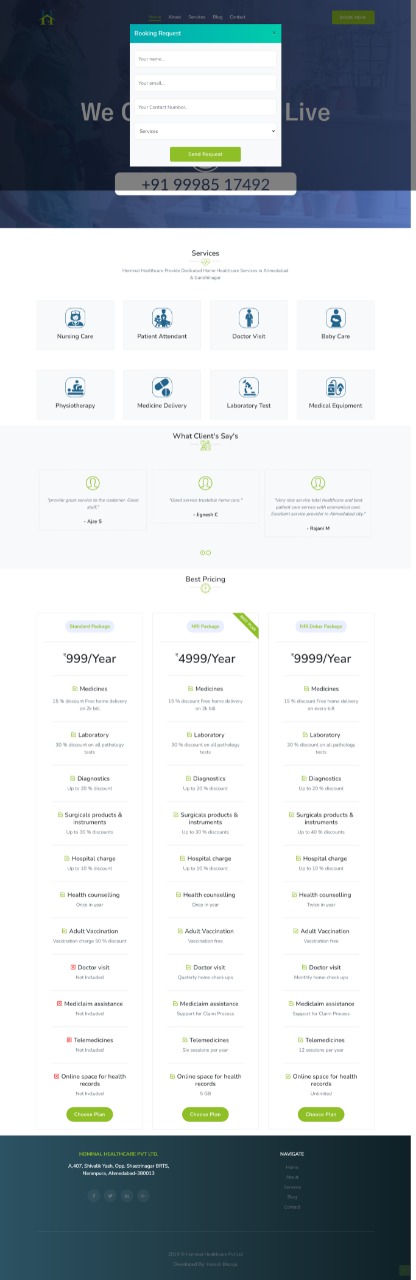 Home About Services Blog Contact
BOOK NOW
Booking Request
×
Your name...
Your email...
Your Contact Number..
Services
Send Request
We C Live
+91 99985 17492
Services
Hominal Healthcare Provide Dedicated Home Healthcare Services in Ahmedabad
& Gandhinagar
Nursing Care Patient Attendant Doctor Visit Baby Care
Physiotherapy Medicine Delivery Laboratory Test Medical Equipment
What Client's Say's
"provide great service to the customer. Great
staff."
- Ajay S
"Good service trustable home care."
- Egnesh C
"Very nice service total healthcare and best
patient care service with economical cost.
Excellent service provider in Ahmedabad city."
- Rajani M
Best Pricing
Standard Package
₹999/Year
Medicines
15 % discount Free home delivery
on 2k bill
Laboratory
30 % discount on all pathology
tests
Diagnostics
Up to 20 % discount
Surgicals products &
instruments
Up to 30 % discounts
Hospital charge
Up to 10 % discount
Health counselling
Once in year
Adult Vaccination
Vaccination charge 50 % discount
Doctor visit
Not Included
Mediclaim assistance
Not Included
Telemedicines
Not Included
Online space for health
records
Not Included
Choose Plan
NRI Package
₹4999/Year
Medicines
15 % discount free home delivery
on 2k bill
Laboratory
30 % discount on all pathology
tests
Diagnostics
Up to 20 % discount
Surgicals products &
instruments
Up to 30 % discounts
Hospital charge
Up to 10 % discount
Health counselling
Once in year
Adult Vaccination
Vaccination free
Doctor visit
Quaterly home check ups
Mediclaim assistance
Support for Claim Process
Telemedicines
Six sessions per year
Online space for health
records
5 GB
Choose Plan
NRI Dollar Package
₹9999/Year
Medicines
15 % discount free home delivery
on every bill
Laboratory
30 % discount on all pathology
tests
Diagnostics
Up to 20 % discount
Surgicals products &
instruments
Up to 40 % discounts
Hospital charge
Up to 10 % discount
Health counselling
Twice in year
Adult Vaccination
Vaccination free
Doctor visit
Monthly home check ups
Mediclaim assistance
Support for Claim Process
Telemedicines
12 sessions per year
Online space for health
records
Unlimited
Choose Plan
HOMINAL HEALTHCARE PVT LTD.
A,407, Shivalik Yash, Opp. Shastrinagar BRTS,
Naranpura, Ahmedabad-380013
NAVIGATE
Home
About
Services
Blog
Contact
Hominal Healthcare Pvt Ltd
Developed By: